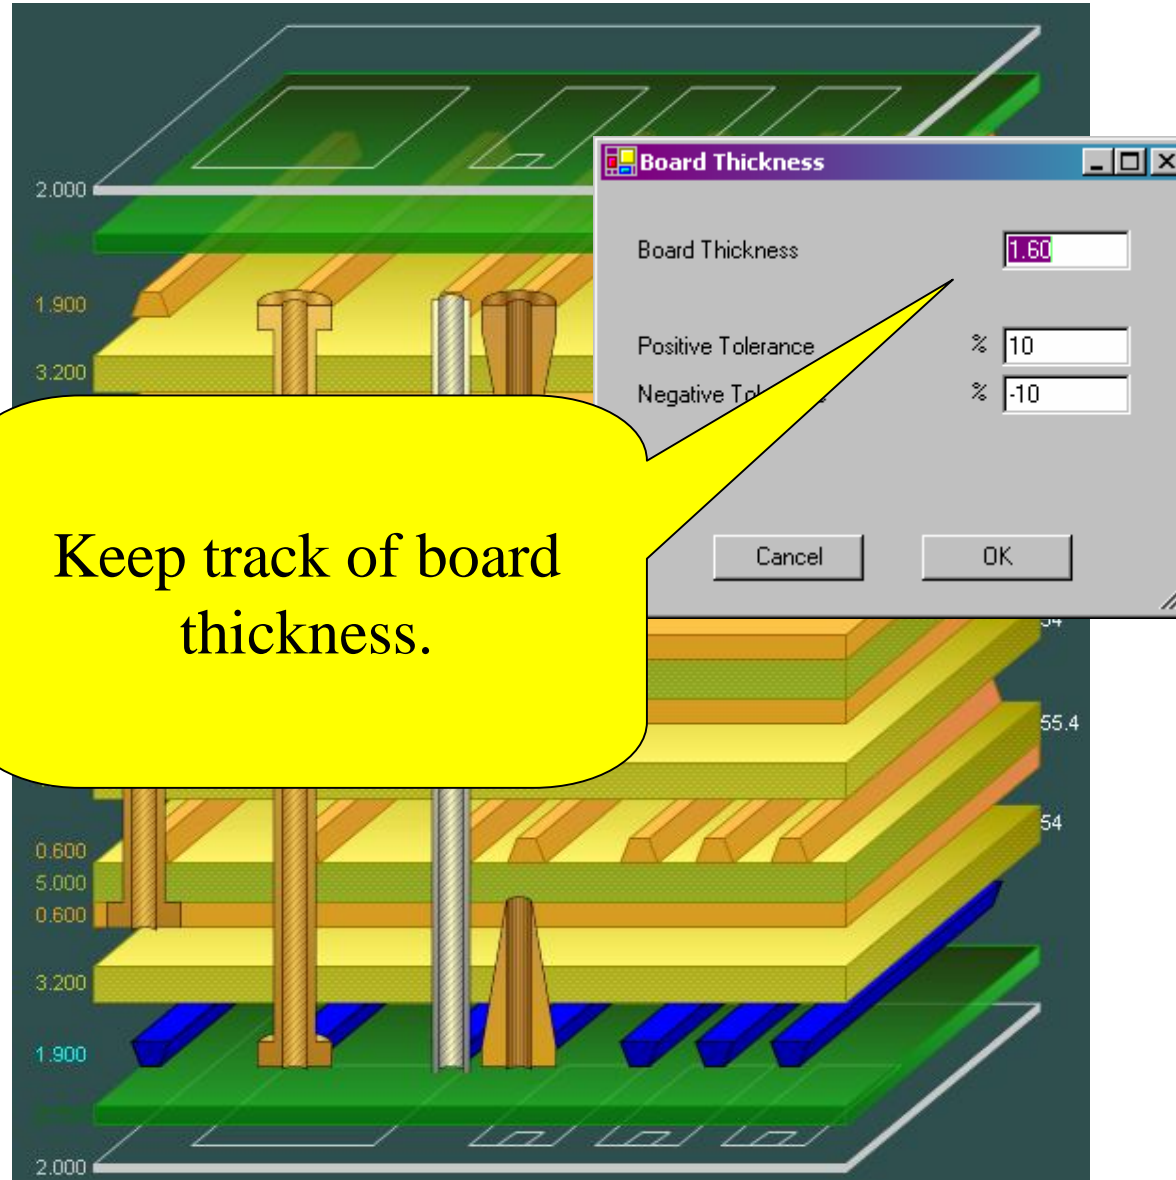 2.000
1.900
3.200
Board Thickness
Board Thickness
1.60
Positive Tolerance
% 10
Negative
% -10
Cancel
OK
Keep track of board
thickness.
55.4
54
0.600
5.000
0.600
3.200
1.900
2.000